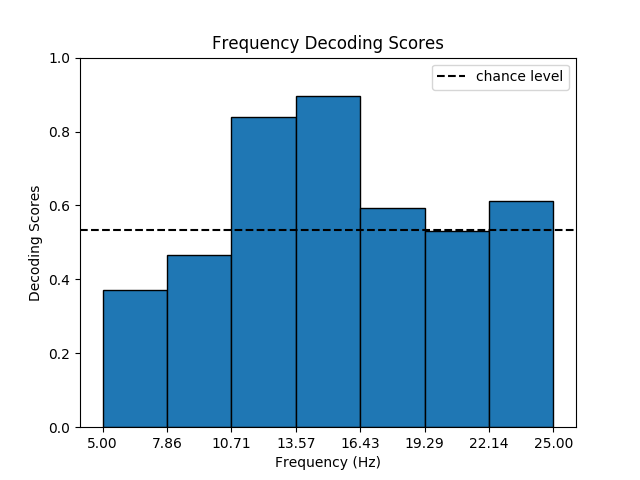 Frequency Decoding Scores
chance level
1.0
0.8
0.6
0.4
0.2
0.0
Decoding Scores
5.00 7.86 10.71 13.57 16.43 19.29 22.14 25.00
Frequency (Hz)